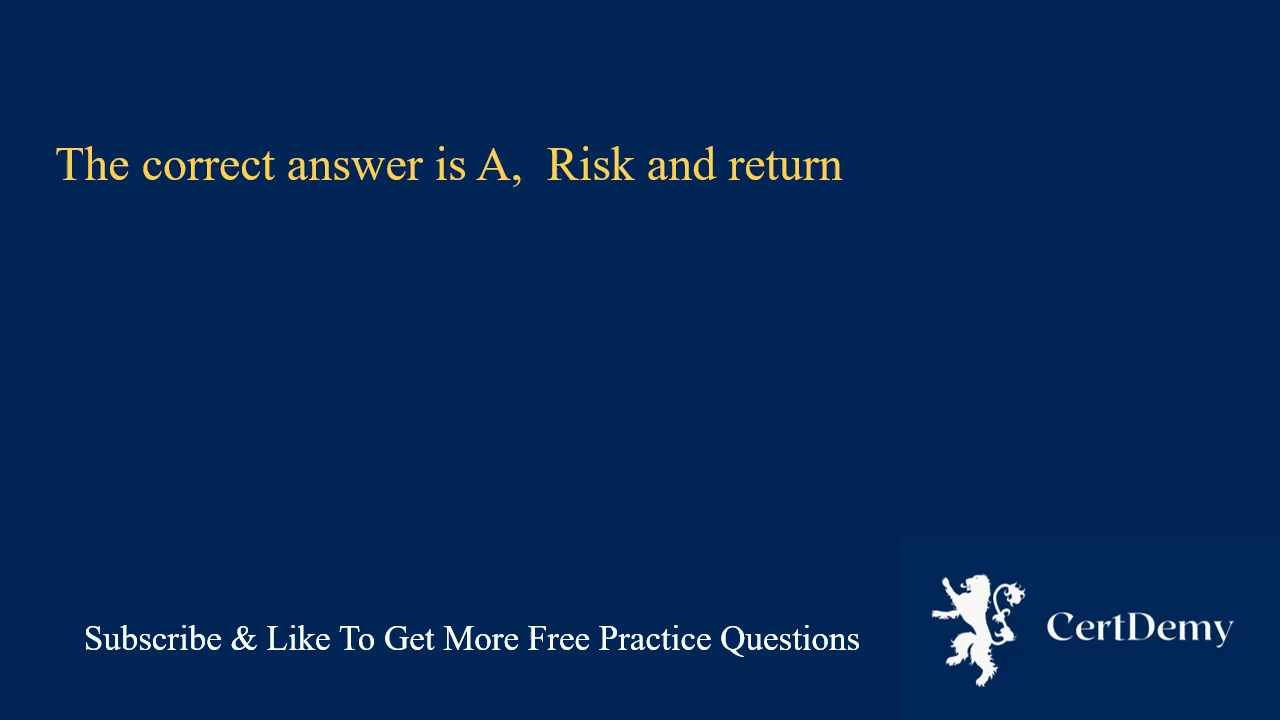 The correct answer is A,  Risk and return
Subscribe & Like To Get More Free Practice Questions
CertDemy